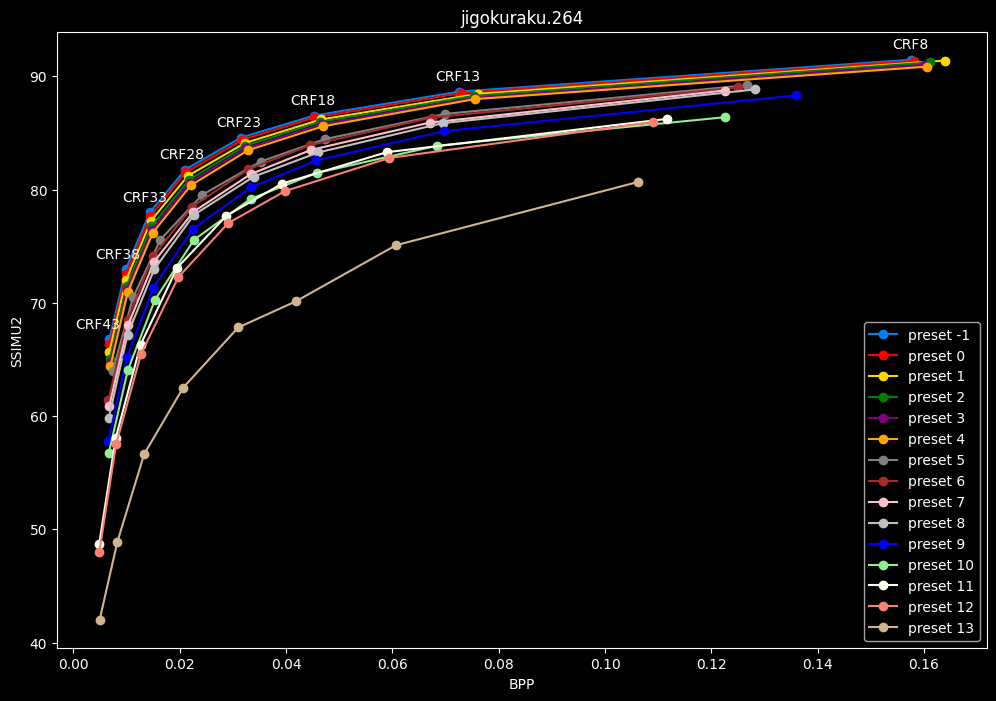 jigokuraku.264
CRF8
CRF13
CRF18
CRF23
CRF28
CRF33
CRF38
CRF43
SSIMU2
90
80
70
60
50
40
0.00 0.02 0.04 0.06 0.08 0.10 0.12 0.14 0.16
BPP
preset -1
preset 0
preset 1
preset 2
preset 3
preset 4
preset 5
preset 6
preset 7
preset 8
preset 9
preset 10
preset 11
preset 12
preset 13